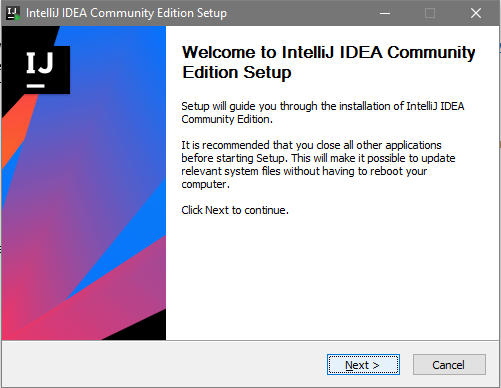 IntelliJ IDEA Community Edition Setup
IJ
Welcome to IntelliJ IDEA Community
Edition Setup
Setup will guide you through the installation of IntelliJ IDEA
Community Edition.
It is recommended that you close all other applications
before starting Setup. This will make it possible to update
relevant system files without having to reboot your
computer.
Click Next to continue.
Next >
Cancel